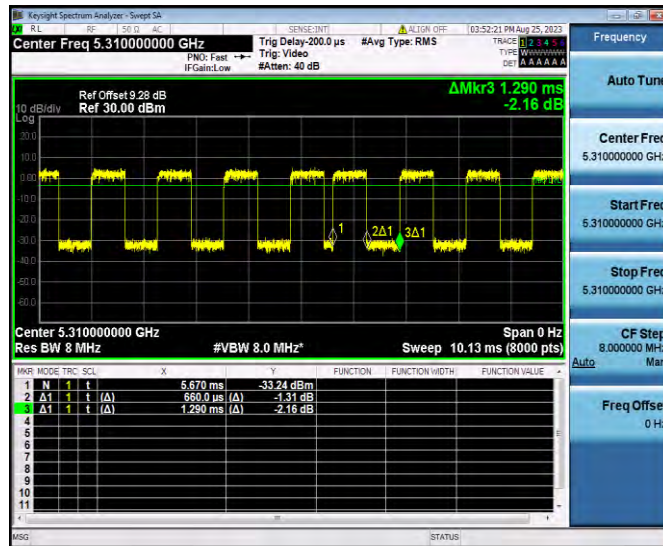 Keysight Spectrum Analyzer - Swept SA
RL RF 50 Ω AC SENSE:INT ALIGN OFF 03:52:21 PM Aug 25, 2023
Center Freq 5.310000000 GHz
PNO: Fast
IFGain:Low
Trig Delay-200.0 µs
Trig: Video
#Atten: 40 dB
#Avg Type: RMS
TRACE 1 2 3 4 5 6
TYPE
DET A A A A A A
Frequency
Auto Tune
Center Freq
5.310000000 GHz
Start Freq
5.310000000 GHz
Stop Freq
5.310000000 GHz
CF Step
8.000000 MHz
Auto Man
Freq Offset
0 Hz
Ref Offset 9.28 dB
Ref 30.00 dBm
10 dB/div
Log
ΔMkr3 1.290 ms
-2.16 dB
20.0
10.0
0.00
-10.0
-20.0
-30.0
-40.0
-50.0
-60.0
1
2Δ1
3Δ1
Center 5.310000000 GHz Span 0 Hz
Res BW 8 MHz #VBW 8.0 MHz* Sweep 10.13 ms (8000 pts)
MKR MODE TRC SCL X Y FUNCTION FUNCTION WIDTH FUNCTION VALUE
1 N 1 t 5.670 ms -33.24 dBm
2 Δ1 1 t (Δ) 660.0 µs (Δ) -1.31 dB
3 Δ1 1 t (Δ) 1.290 ms (Δ) -2.16 dB
4
5
6
7
8
9
10
11
MSG STATUS